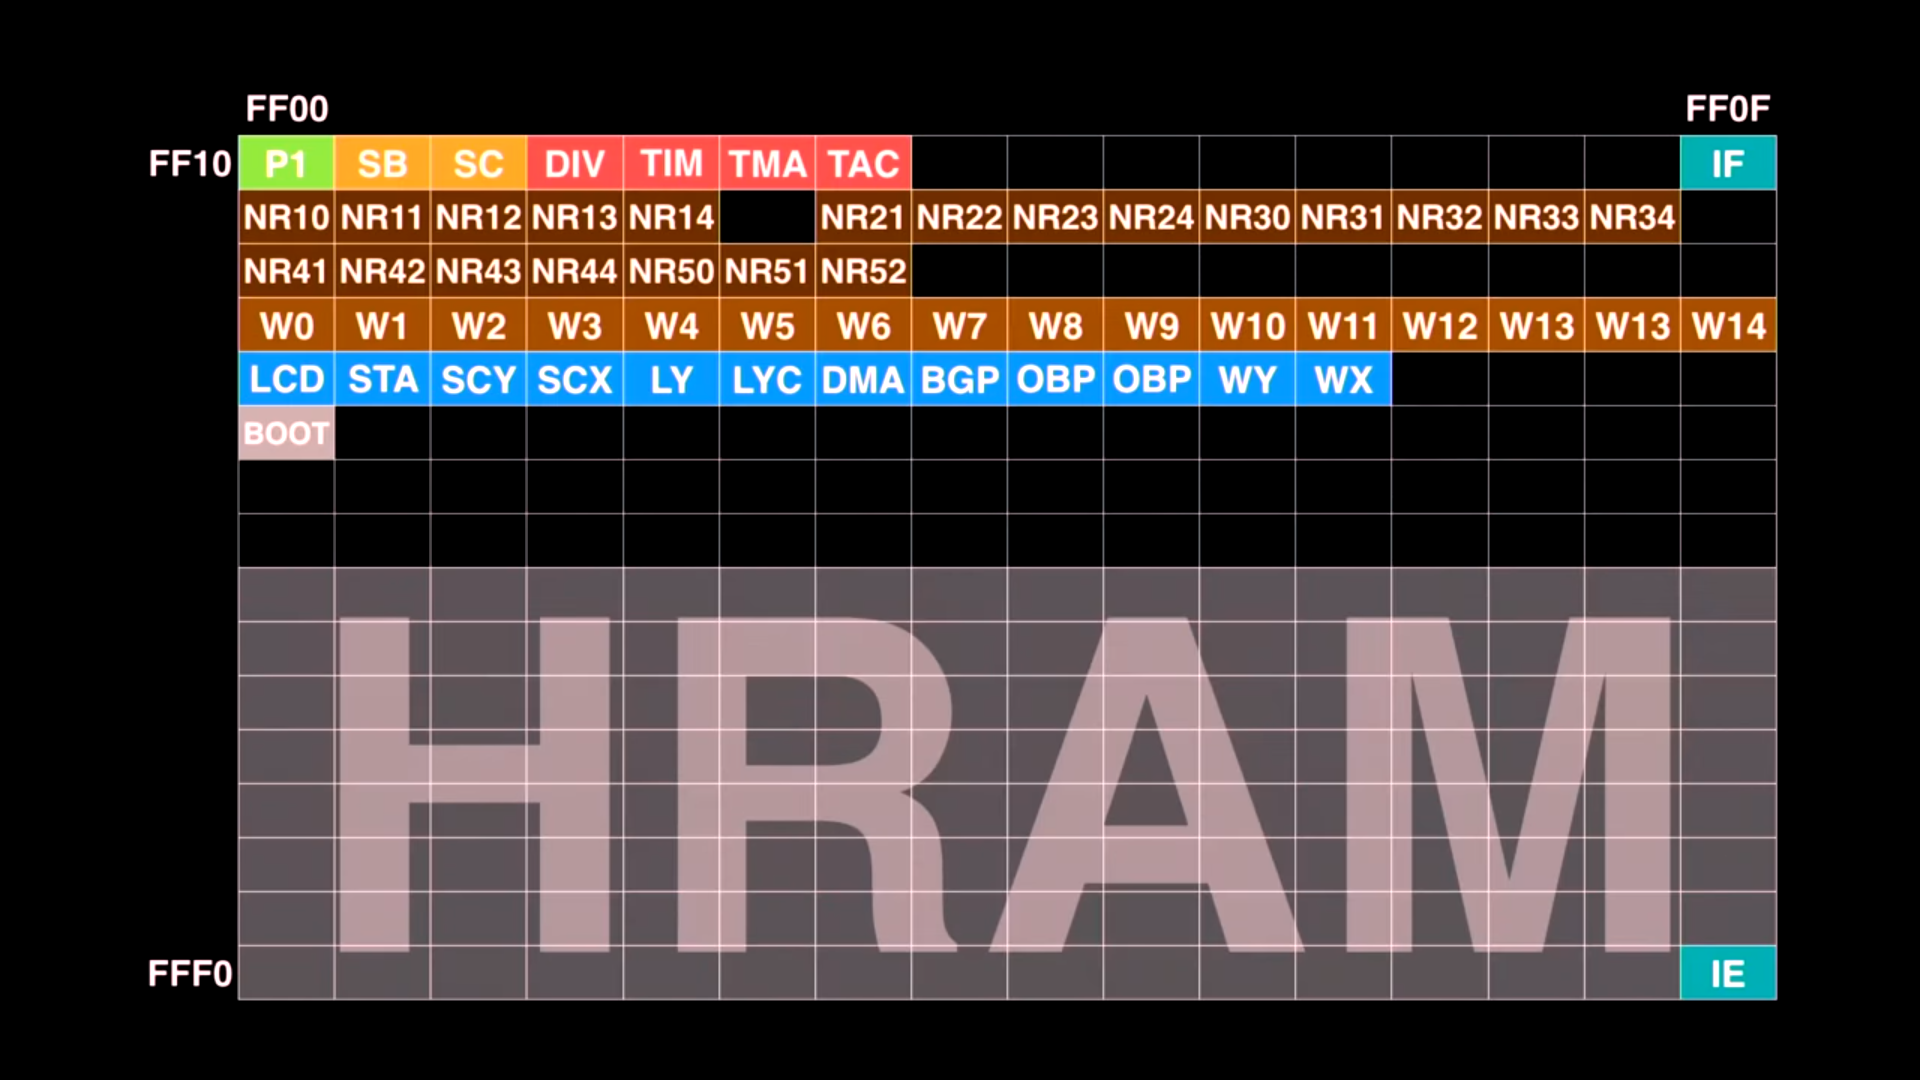 FF00 FF0F
FF10 P1 SB SC DIV TIM TMA TAC IF
NR10 NR11 NR12 NR13 NR14 NR21 NR22 NR23 NR24 NR30 NR31 NR32 NR33 NR34
NR41 NR42 NR43 NR44 NR50 NR51 NR52
W0 W1 W2 W3 W4 W5 W6 W7 W8 W9 W10 W11 W12 W13 W13 W14
LCD STA SCY SCX LY LYC DMA BGP OBP OBP WY WX
BOOT
HRAM
FFF0 IE